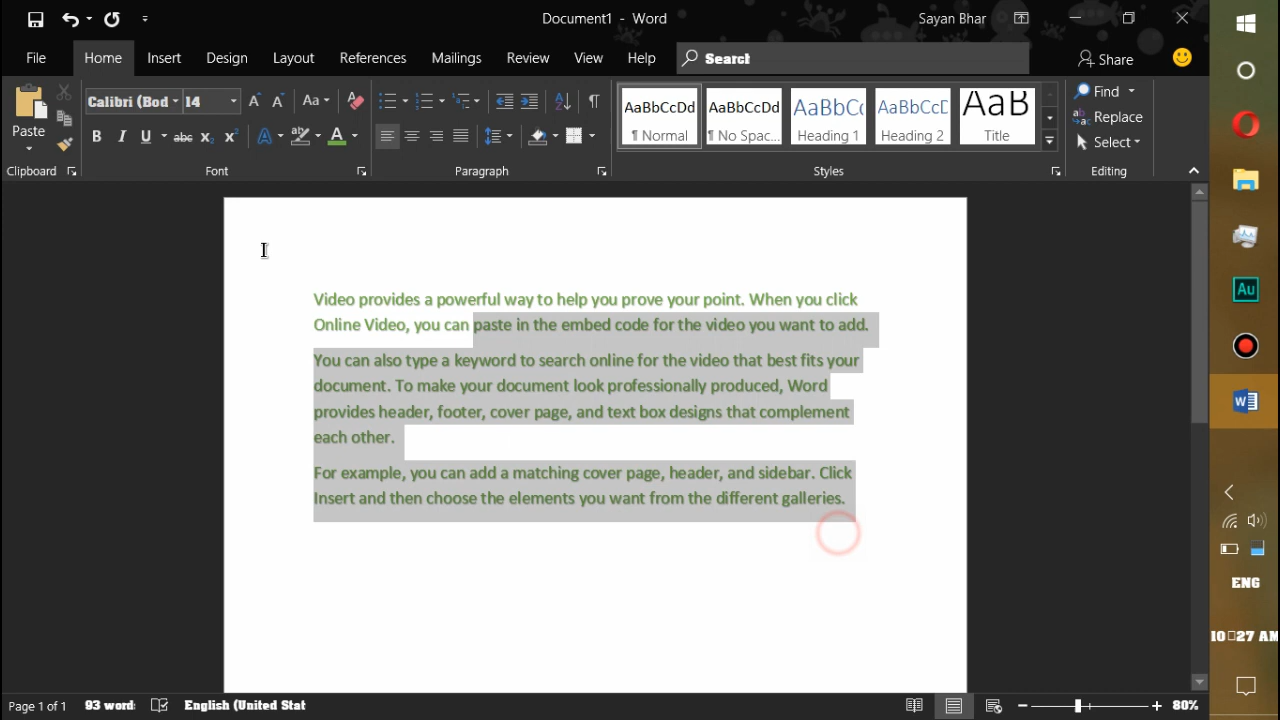 Document1 - Word
Sayan Bhar
File Home Insert Design Layout References Mailings Review View Help Search Share
Calibri (Bod 14 Aa
Find
Paste
Replace
B I U abc x₂ x² A A
Select
AaBbCcDd AaBbCcDd AaBbCc AaBbCcD AaB
¶ Normal ¶ No Spac... Heading 1 Heading 2 Title
Clipboard Font Paragraph Styles Editing
Video provides a powerful way to help you prove your point. When you click
Online Video, you can paste in the embed code for the video you want to add.
You can also type a keyword to search online for the video that best fits your
document. To make your document look professionally produced, Word
provides header, footer, cover page, and text box designs that complement
each other.
For example, you can add a matching cover page, header, and sidebar. Click
Insert and then choose the elements you want from the different galleries.
Au
W
ENG
10 27 AM
Page 1 of 1 93 word English (United Stat 80%